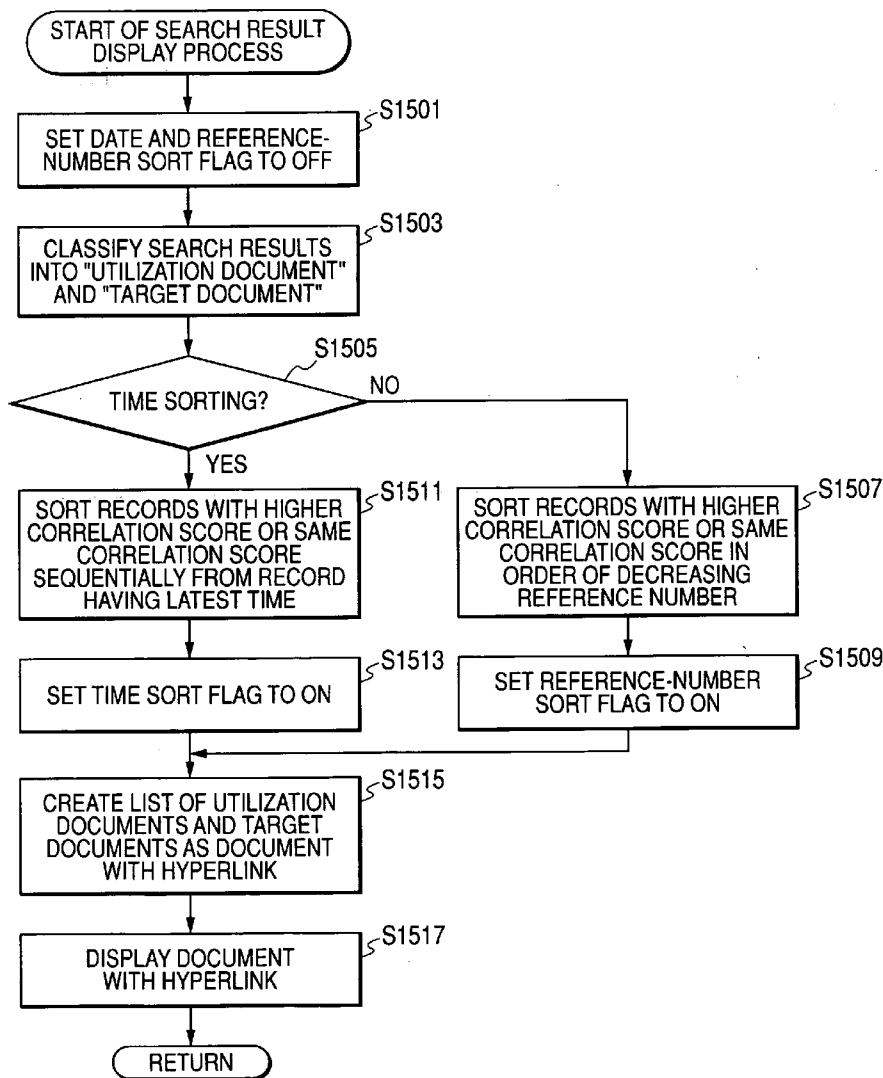 START OF SEARCH RESULT
DISPLAY PROCESS
S1501
SET DATE AND REFERENCE-
NUMBER SORT FLAG TO OFF
S1503
CLASSIFY SEARCH RESULTS
INTO "UTILIZATION DOCUMENT"
AND "TARGET DOCUMENT"
S1505
TIME SORTING?
NO
YES
S1511
SORT RECORDS WITH HIGHER
CORRELATION SCORE OR SAME
CORRELATION SCORE
SEQUENTIALLY FROM RECORD
HAVING LATEST TIME
S1507
SORT RECORDS WITH HIGHER
CORRELATION SCORE OR SAME
CORRELATION SCORE IN
ORDER OF DECREASING
REFERENCE NUMBER
S1513
SET TIME SORT FLAG TO ON
S1509
SET REFERENCE-NUMBER
SORT FLAG TO ON
S1515
CREATE LIST OF UTILIZATION
DOCUMENTS AND TARGET
DOCUMENTS AS DOCUMENT
WITH HYPERLINK
S1517
DISPLAY DOCUMENT
WITH HYPERLINK
RETURN